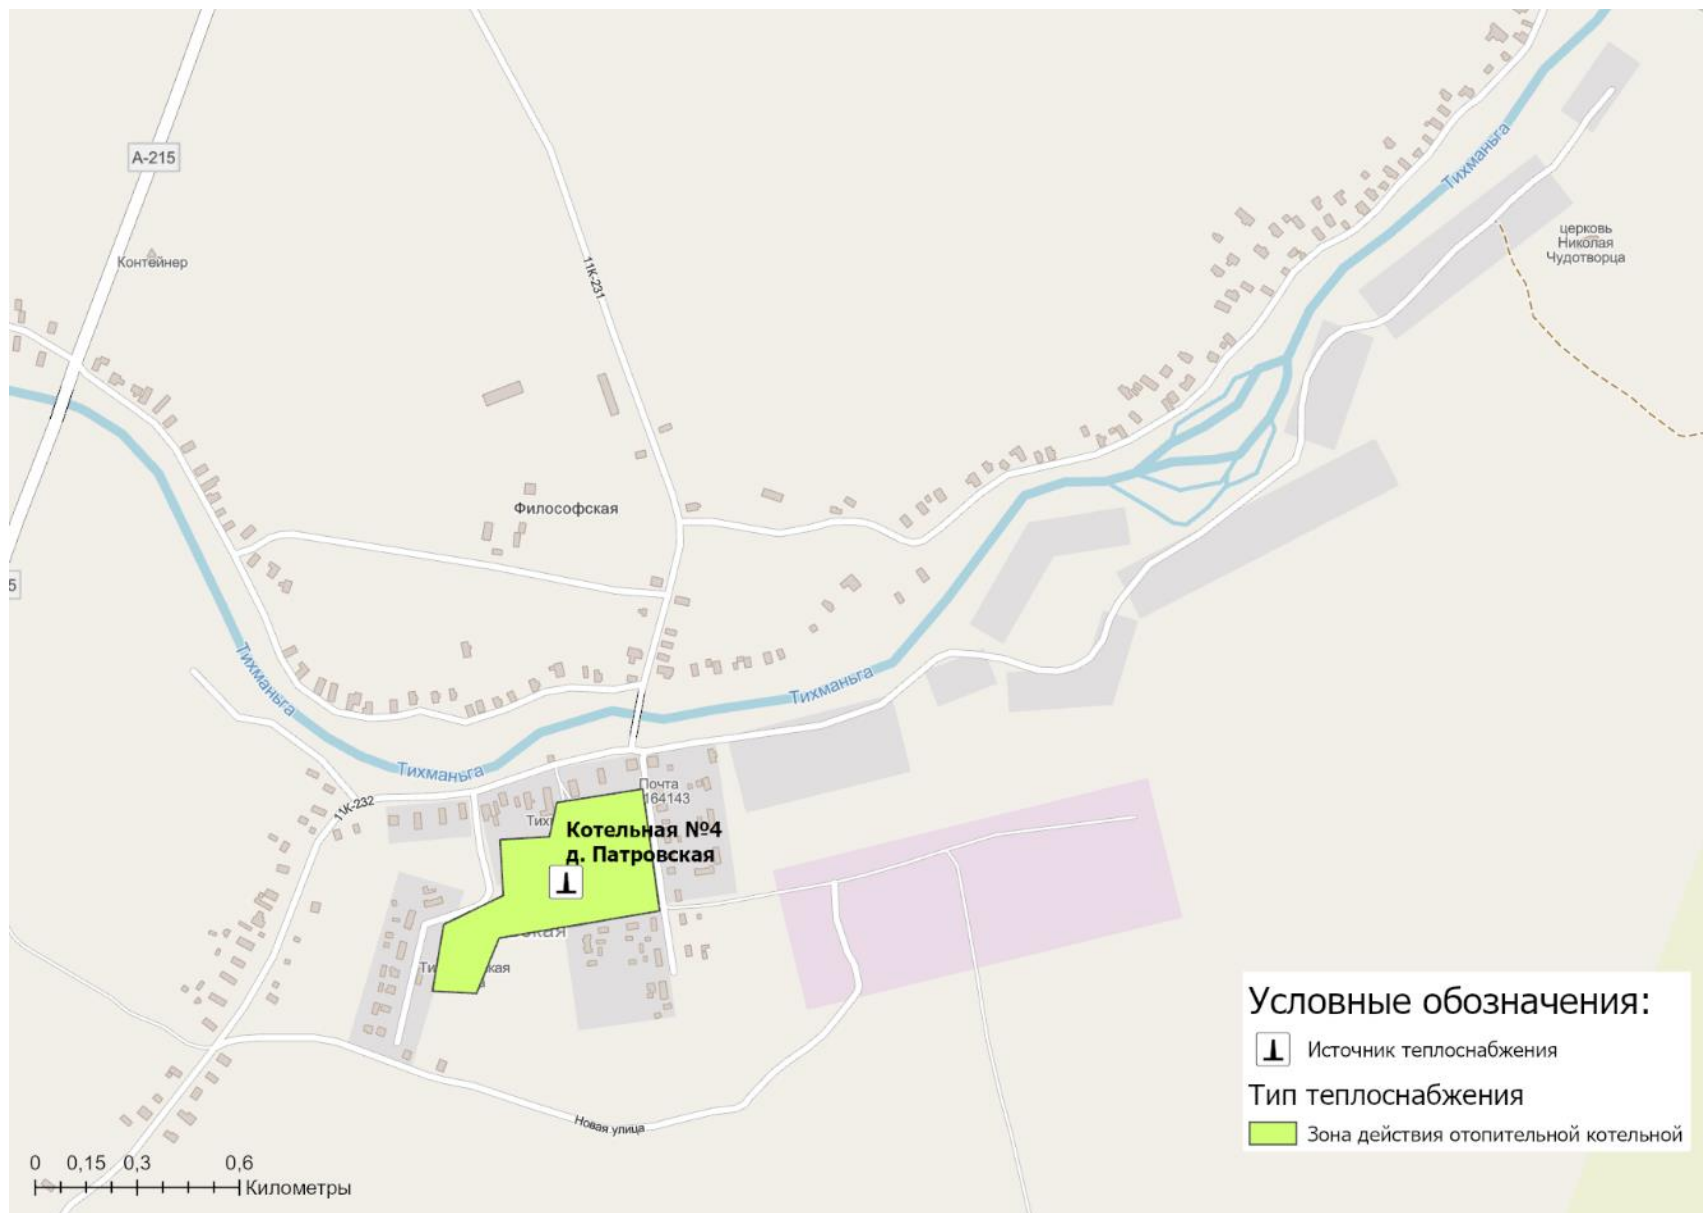 А-215
Контейнер
11К-231
Тихманьга
церковь
Николая
Чудотворца
Философская
5
Тихманьга
Тихманьга
Тихманьга
11К-232
Почта
164143
Котельная №4
д. Патровская
Новая улица
Условные обозначения:
Источник теплоснабжения
Тип теплоснабжения
Зона действия отопительной котельной
0 0,15 0,3 0,6
Километры